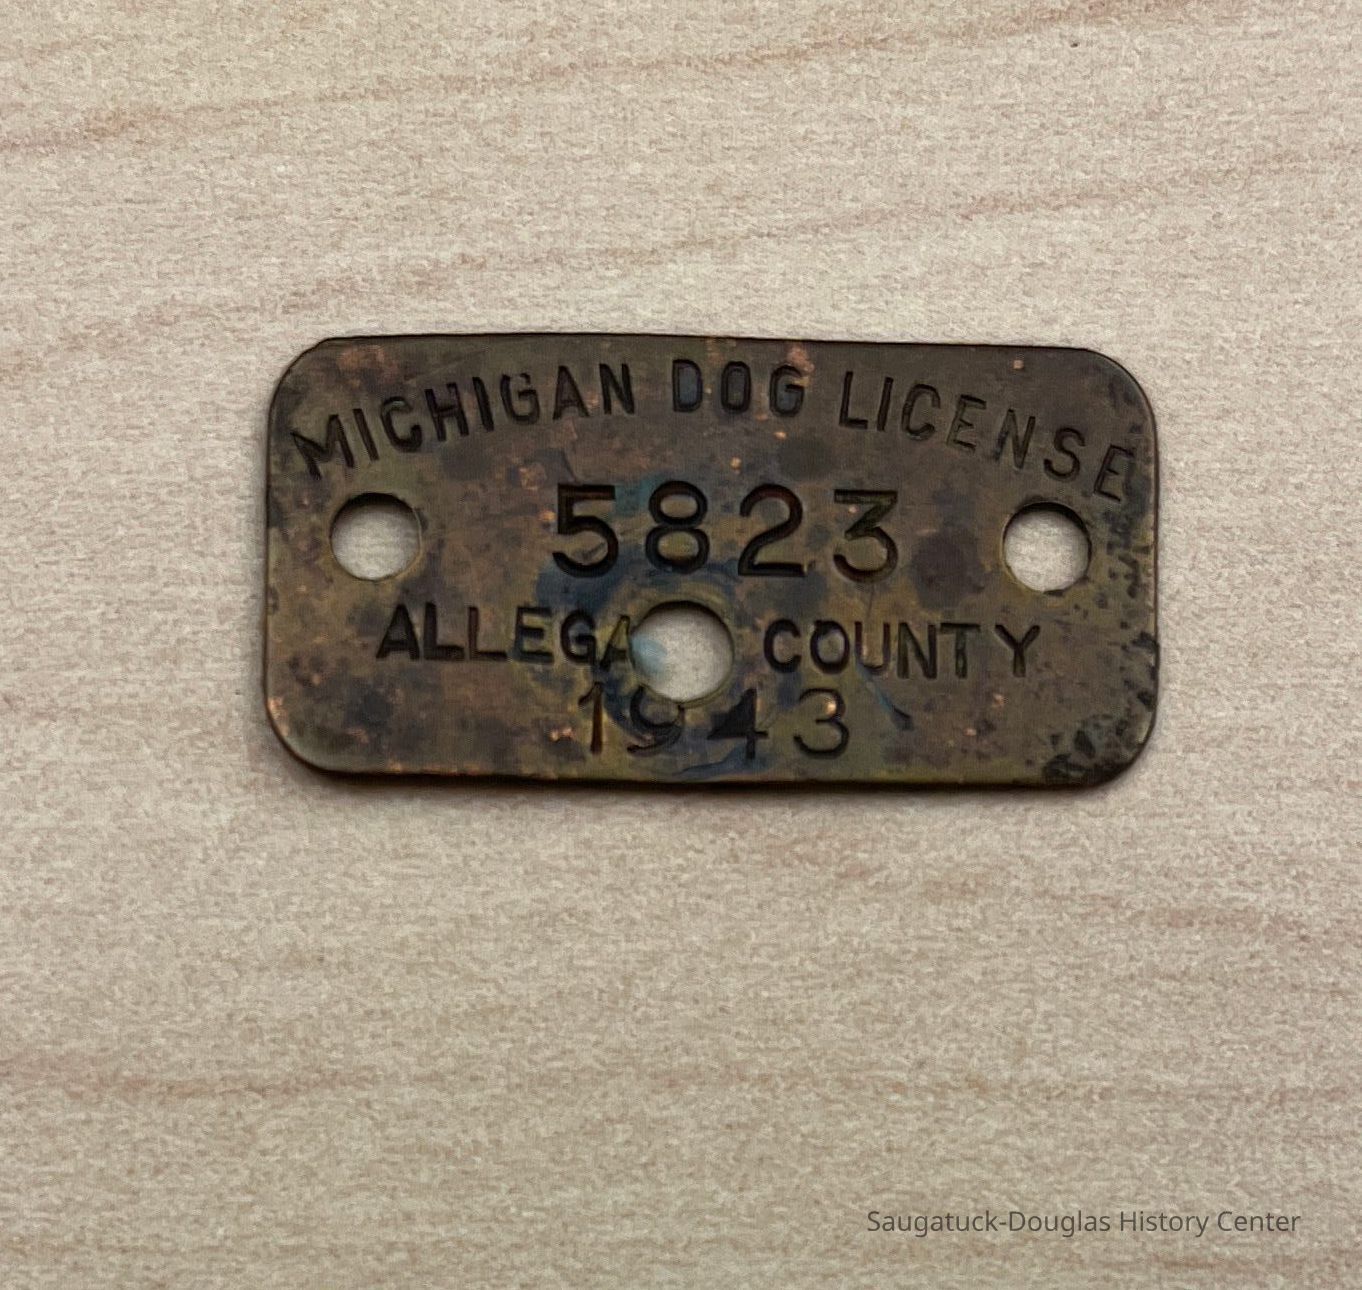 MICHIGAN DOG LICENSE
5823
ALLEGA COUNTY
1943
Saugatuck-Douglas History Center